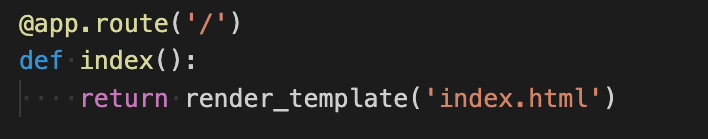 @app.route('/')
def index():
    return render_template('index.html')